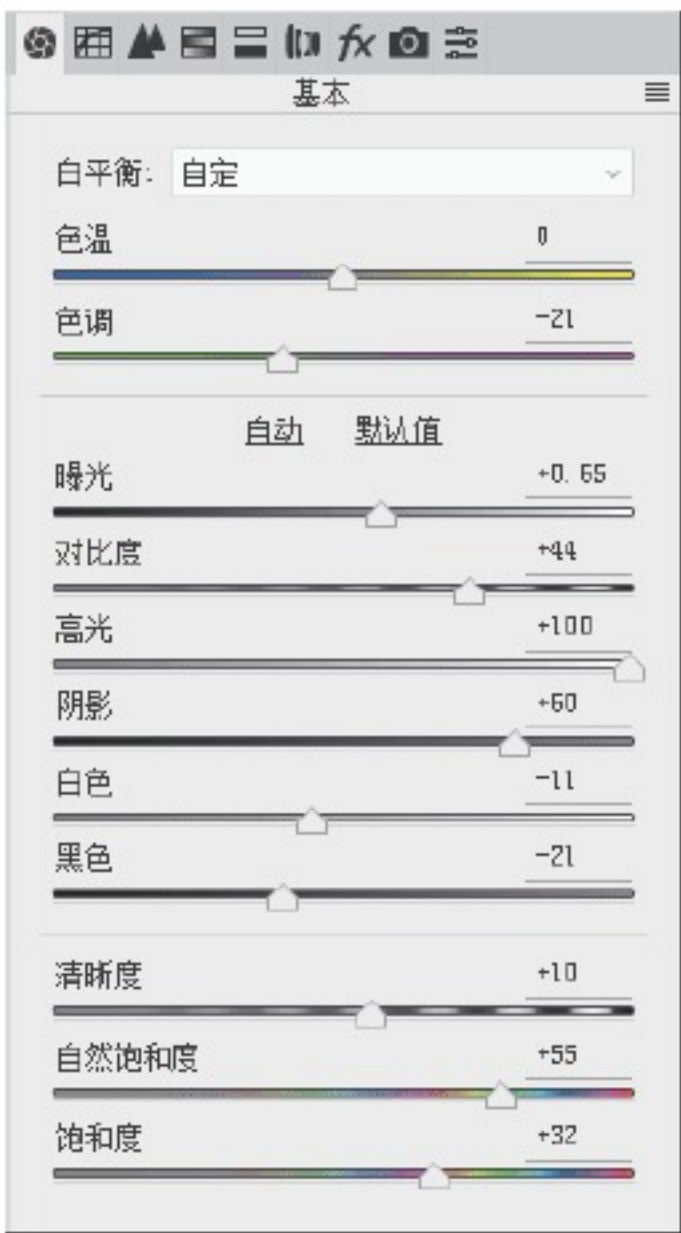 fx
基本
白平衡: 自定
色温 0
色调 -21
自动 默认值
曝光 +0.65
对比度 +44
高光 +100
阴影 +60
白色 -11
黑色 -21
清晰度 +10
自然饱和度 +55
饱和度 +32